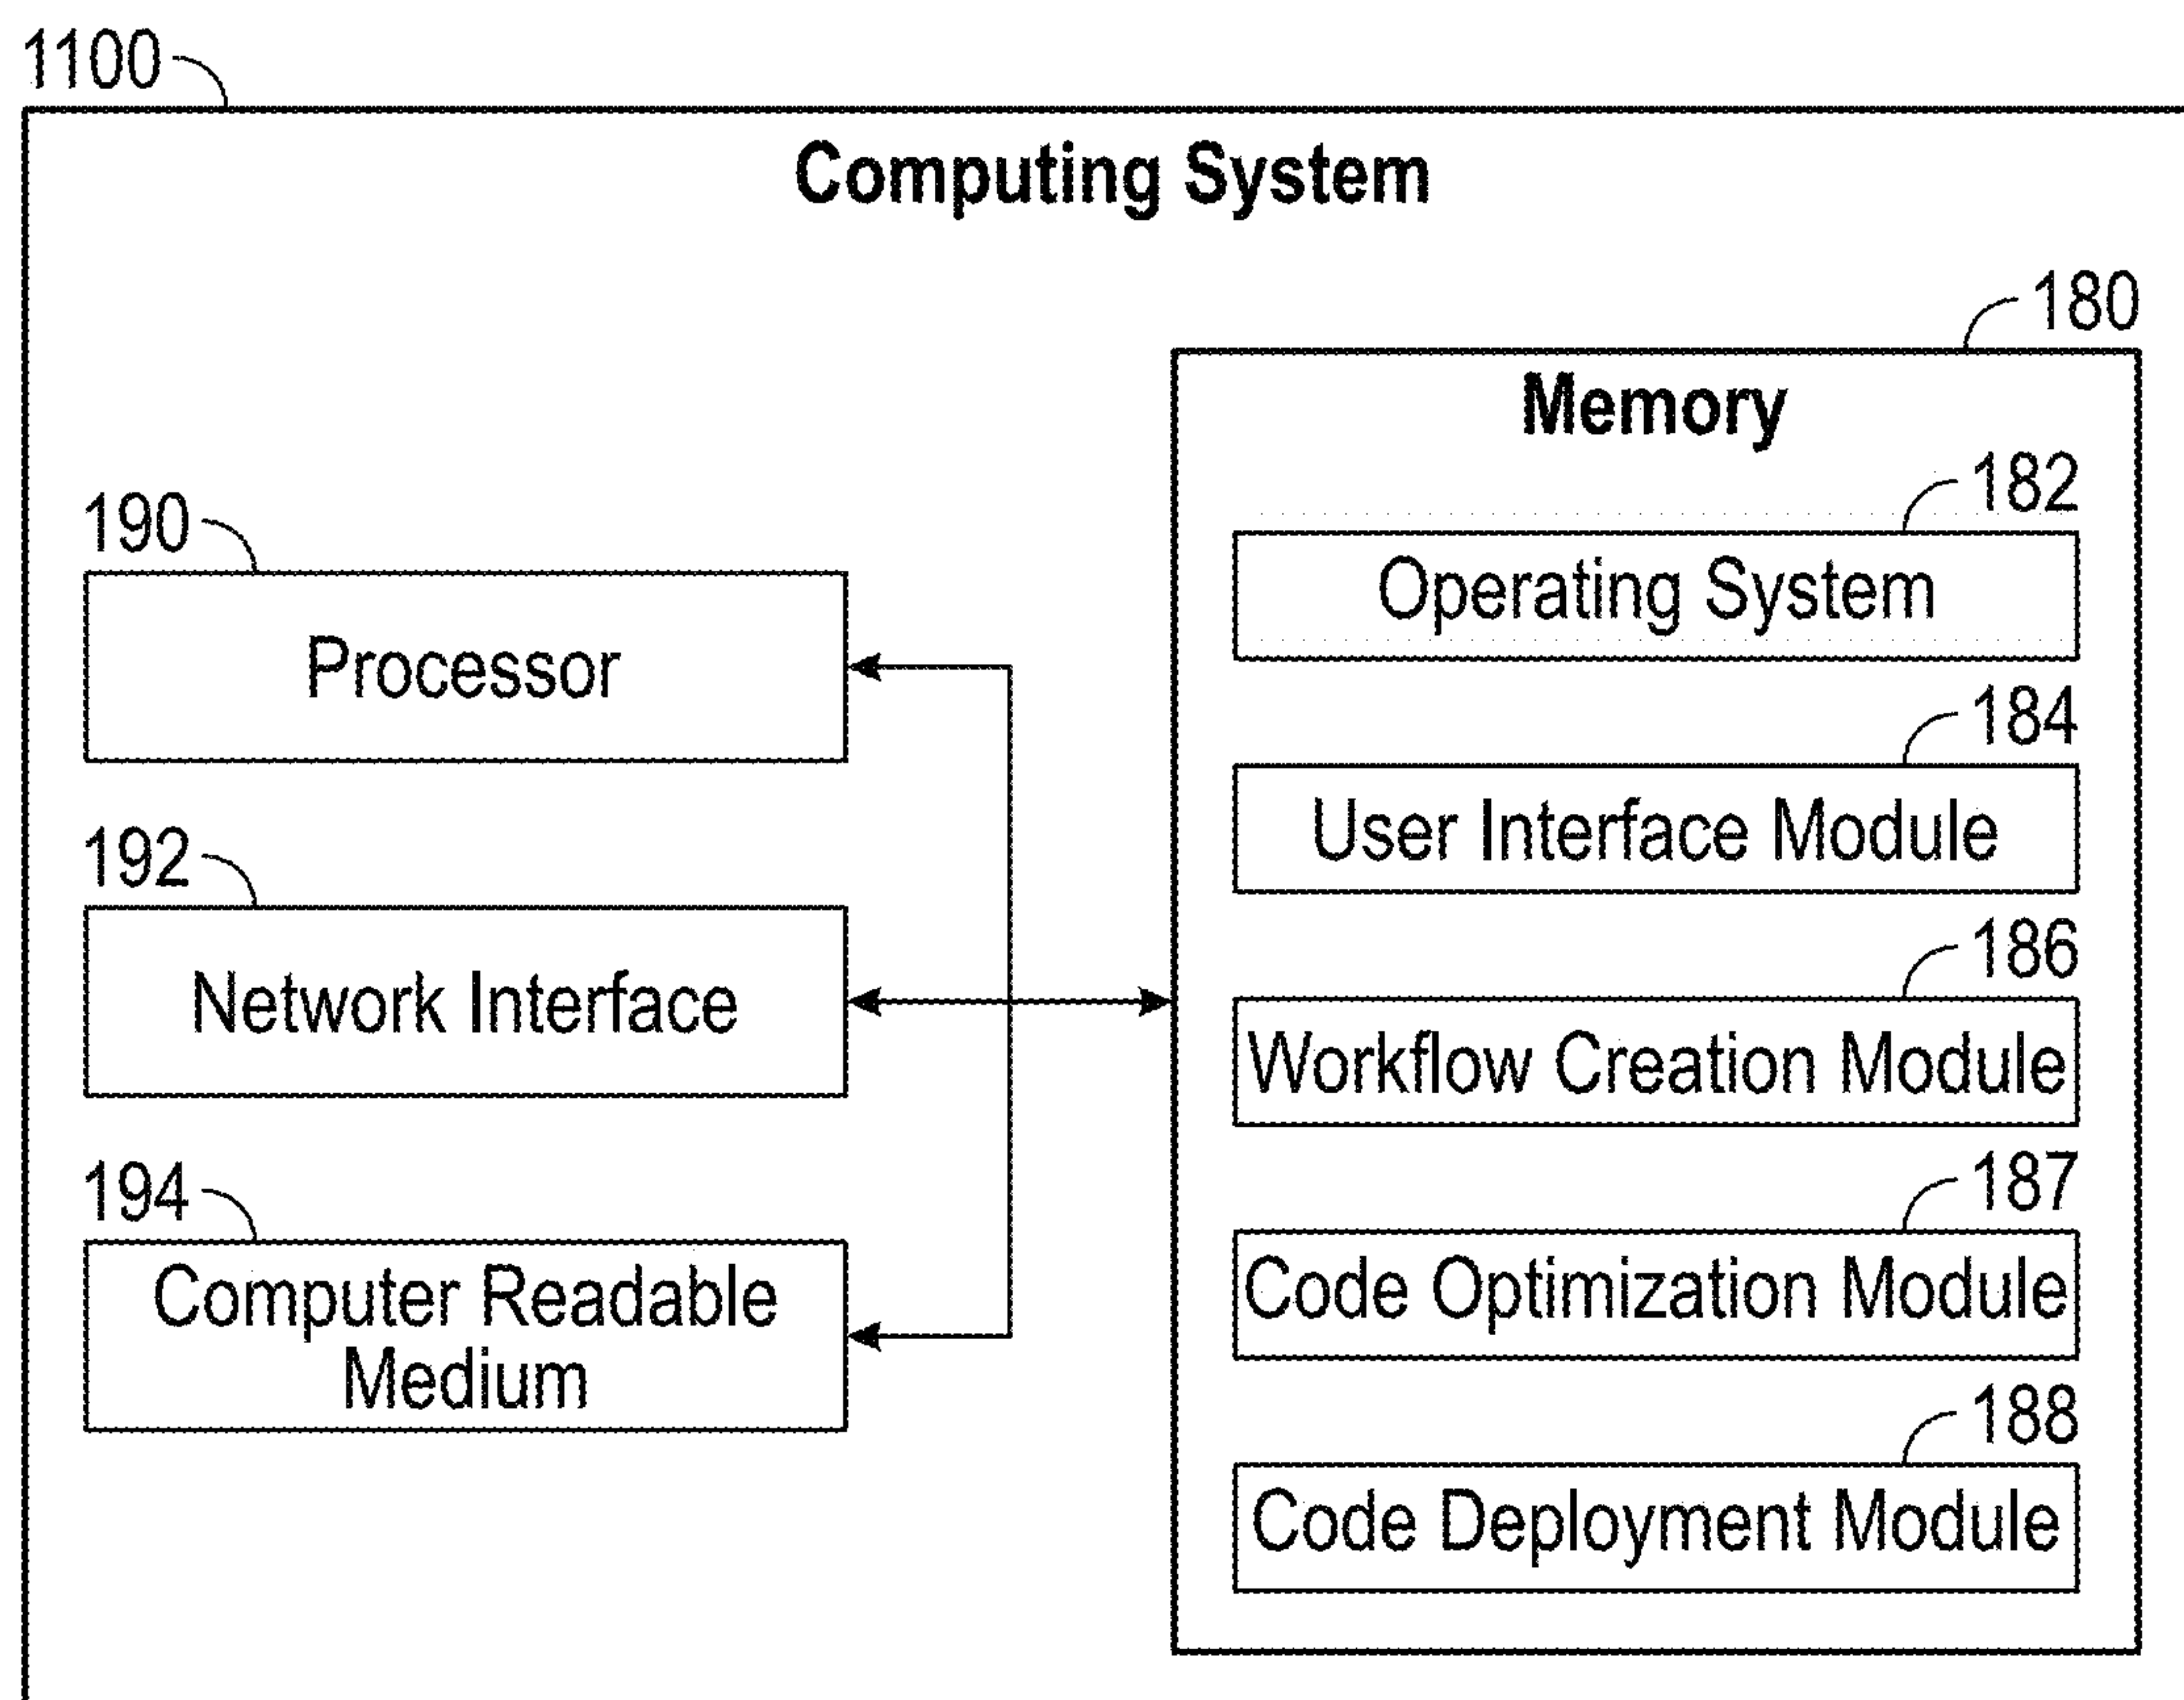 1100
Computing System
180
Memory
190
Processor
192
Network Interface
194
Computer Readable
Medium
182
Operating System
184
User Interface Module
186
Workflow Creation Module
187
Code Optimization Module
188
Code Deployment Module